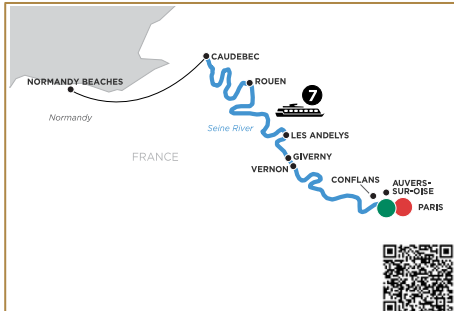 CAUDEBEC
NORMANDY BEACHES
ROUEN
7
Normandy
Seine River
LES ANDELYS
FRANCE
GIVERNY
VERNON
CONFLANS
AUVERS-
SUR-OISE
PARIS